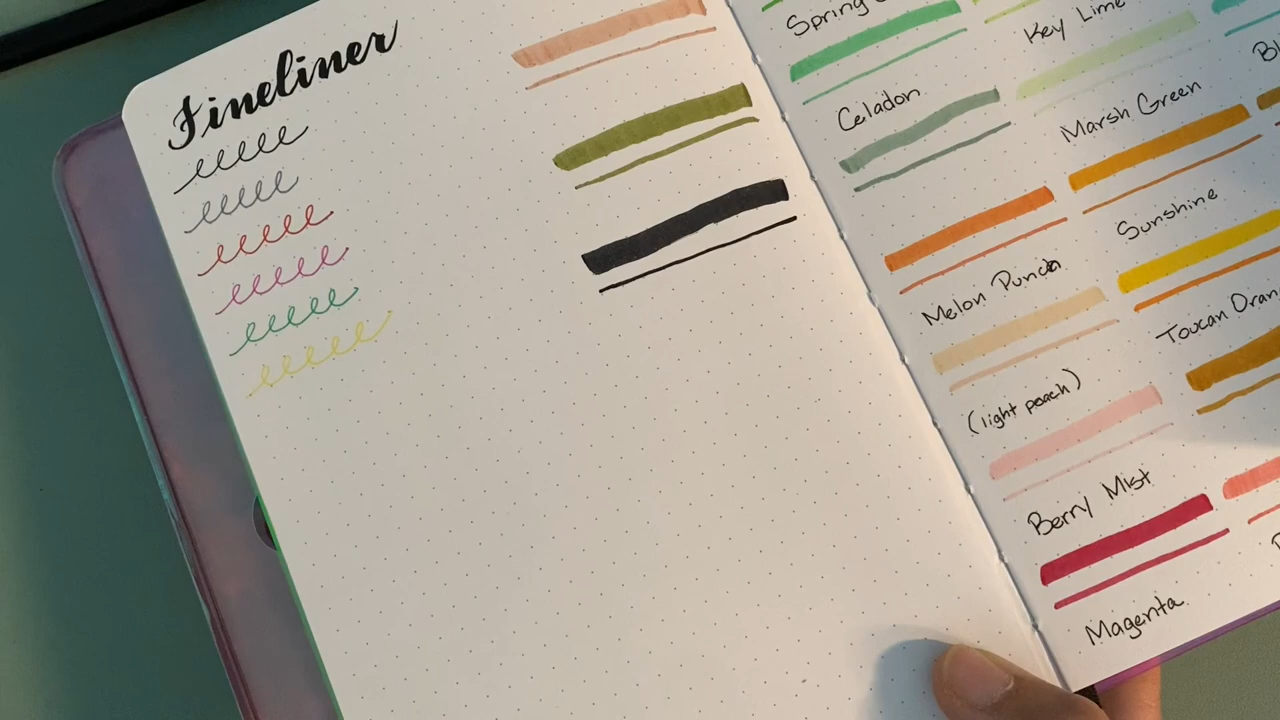 Fineliner
Spring
Key Lime
Celadon
Marsh Green
Melon Punch
Sunshine
(light peach)
Toucan Oran
Berry Mist
Magenta